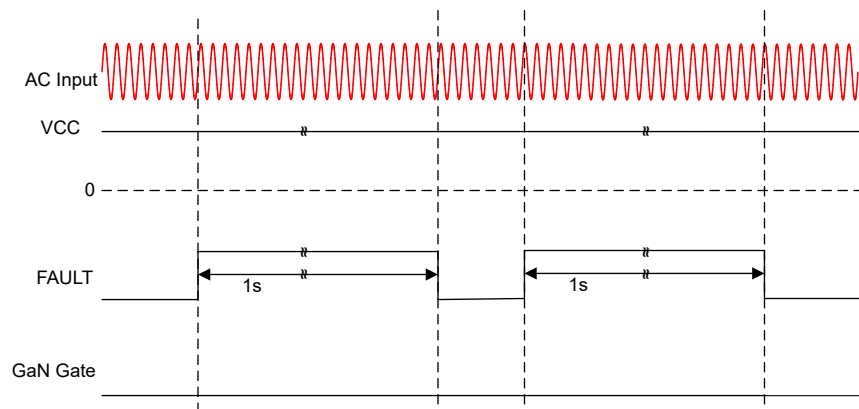 AC Input
VCC
0
FAULT
1s
1s
GaN Gate